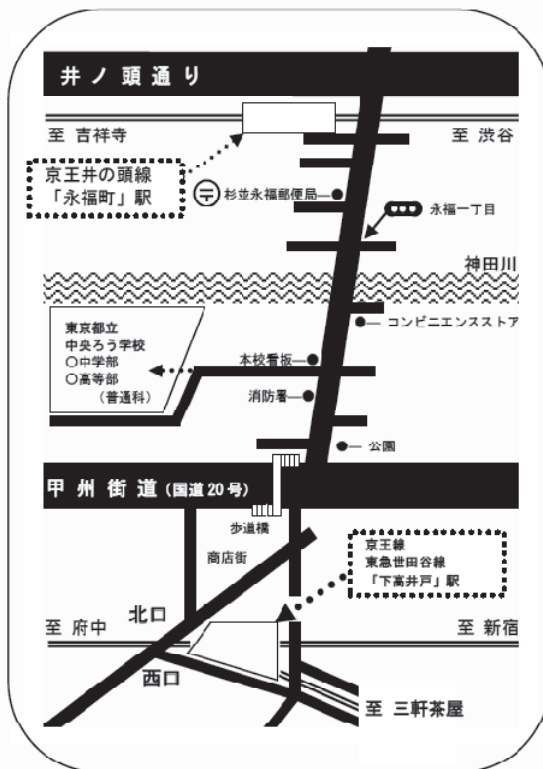 井ノ頭通り
至 吉祥寺
至 渋谷
京王井の頭線
「永福町」駅
〒 杉並永福郵便局
永福一丁目
神田川
コンビニエンスストア
東京都立
中央ろう学校
○中学部
○高等部
（普通科）
本校看板
消防署
公園
甲州街道（国道20号）
歩道橋
商店街
京王線
東急世田谷線
「下高井戸」駅
北口
至 府中
至 新宿
西口
至 三軒茶屋